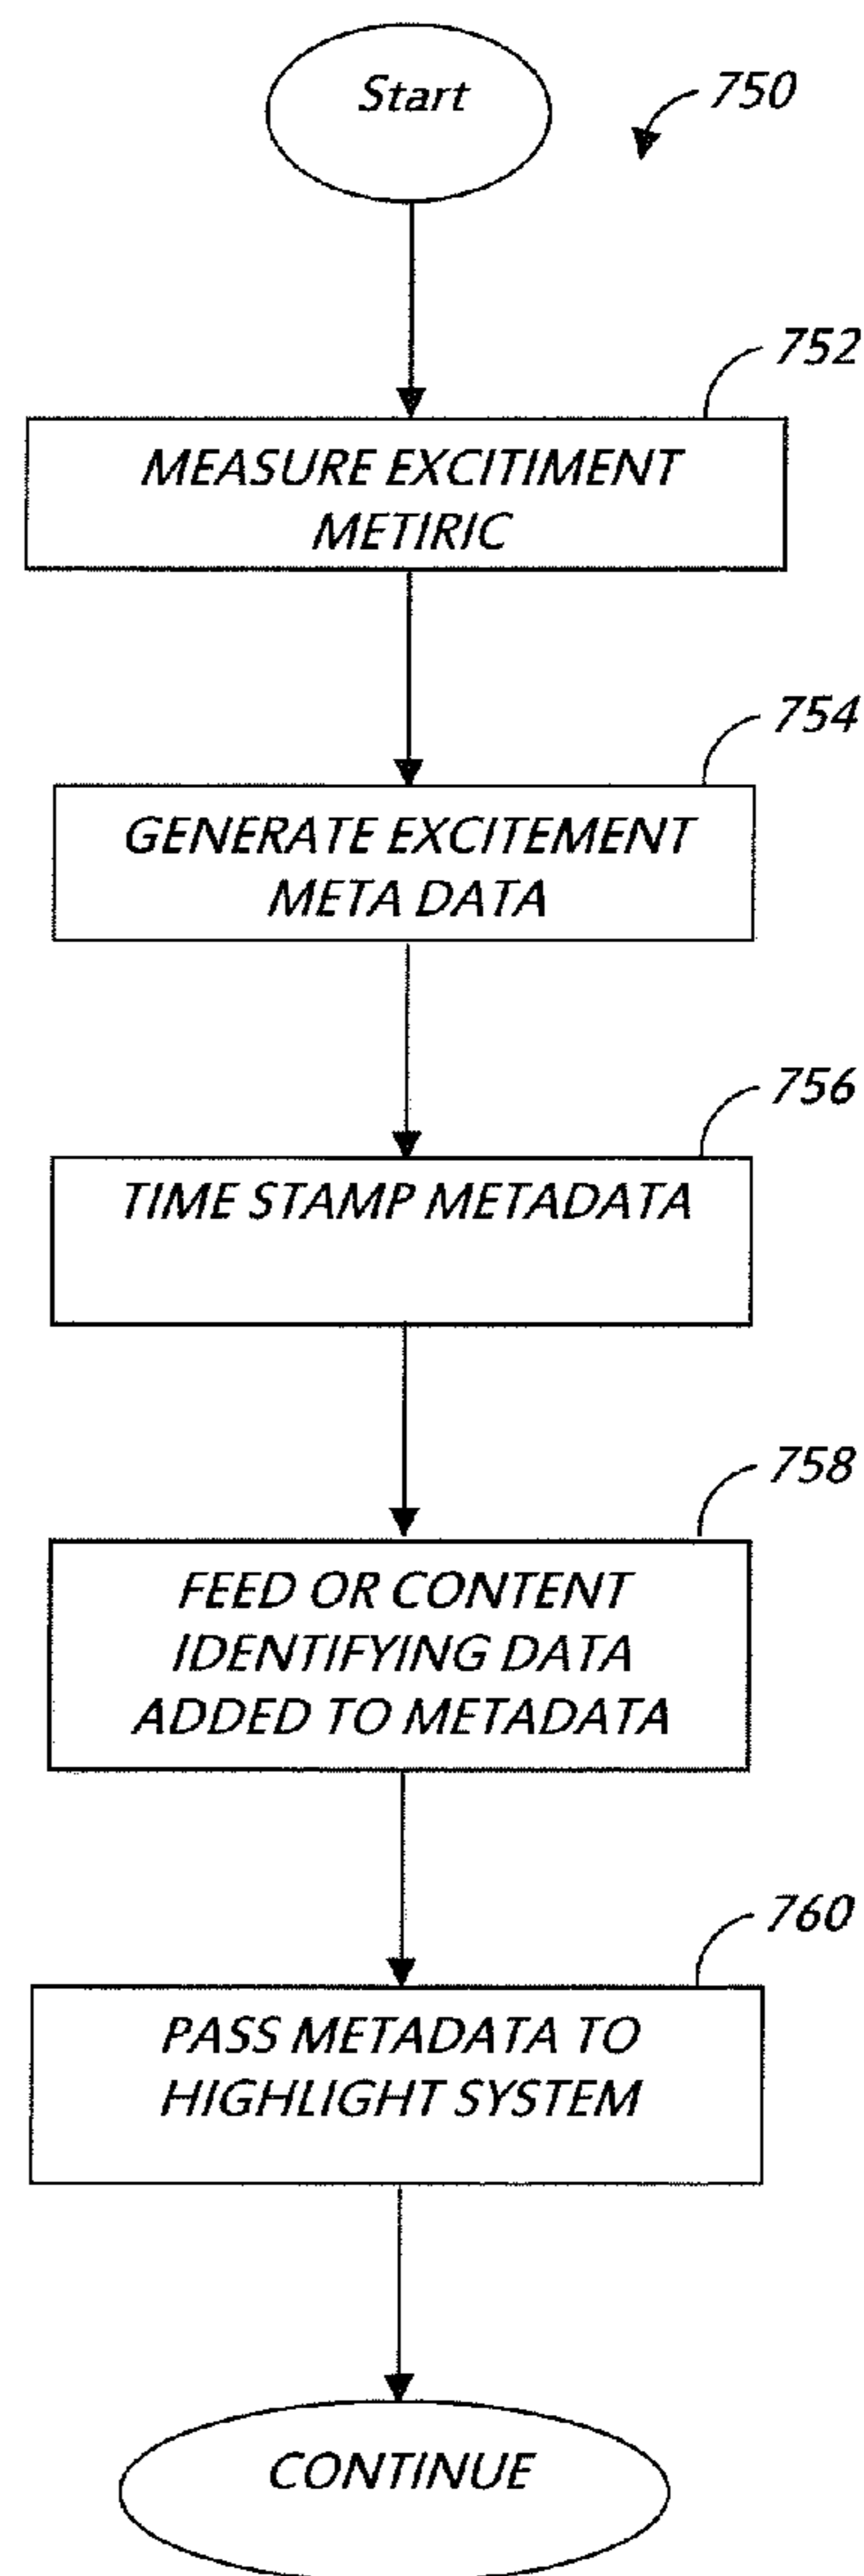 Start
750
752
MEASURE EXCITIMENT
METIRIC
754
GENERATE EXCITEMENT
META DATA
756
TIME STAMP METADATA
758
FEED OR CONTENT
IDENTIFYING DATA
ADDED TO METADATA
760
PASS METADATA TO
HIGHLIGHT SYSTEM
CONTINUE